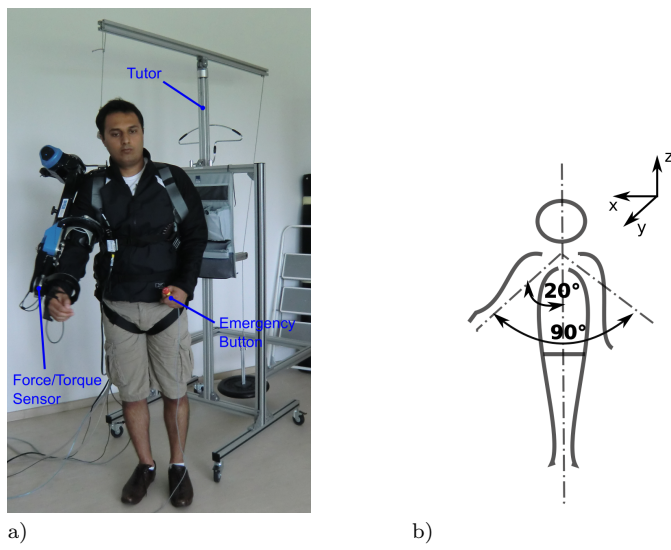 Tutor
Emergency
Button
Force/Torque
Sensor
a)
z
x
y
20°
90°
b)